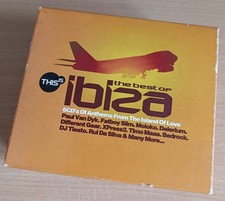 the best of
THIS IS
ibiza
6CD's Of Anthems From The Island Of Love
Paul Van Dyk. Fatboy Slim. Moloko. Delerium.
Different Gear. XPress2. Timo Maas. Bedrock.
DJ Tiesto. Rui Da Silva & Many More...